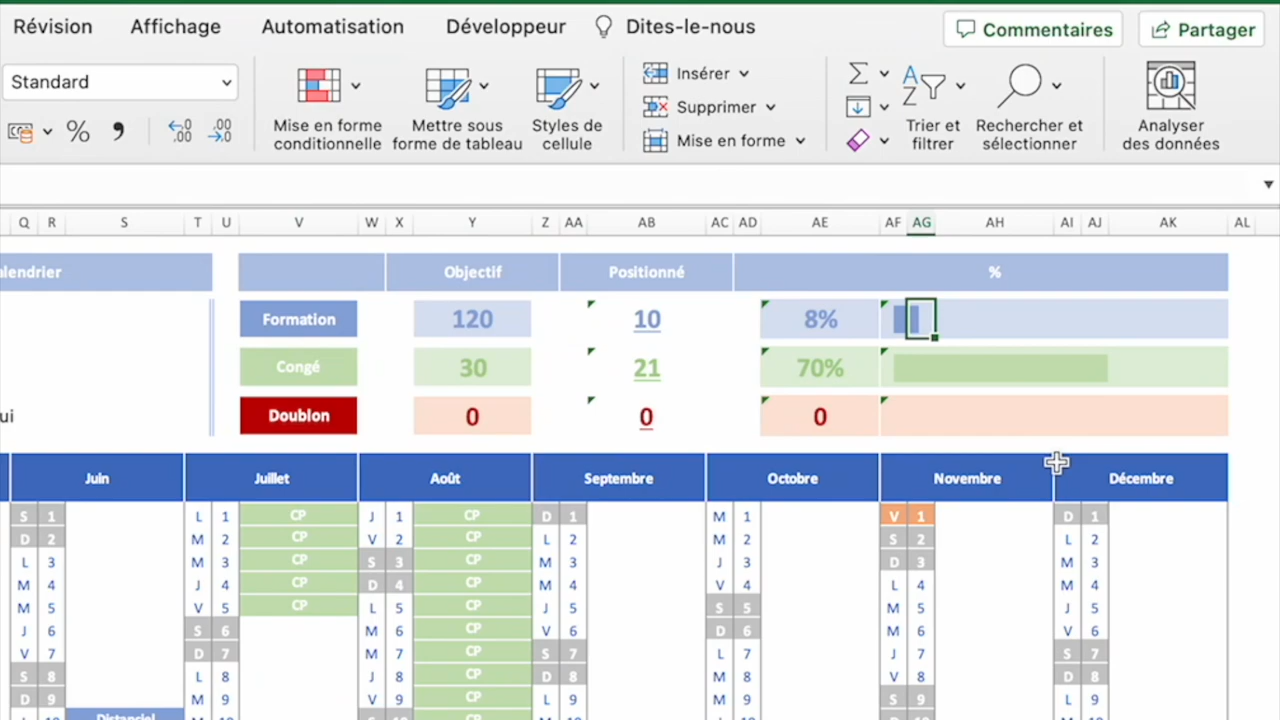 Révision Affichage Automatisation Développeur Dites-le-nous Commentaires Partager
Standard
Insérer
Supprimer
Mise en forme
% , ,00 ,0 ,00
Mise en forme conditionnelle
Mettre sous forme de tableau
Styles de cellule
Trier et filtrer
Rechercher et sélectionner
Analyser des données
Q R S T U V W X Y Z AA AB AC AD AE AF AG AH AI AJ AK AL
alendrier Objectif Positionné %
Formation 120 10 8%
Congé 30 21 70%
ui Doublon 0 0 0
Juin Juillet Août Septembre Octobre Novembre Décembre
S 1 L 1 CP J 1 CP D 1 M 1 V 1 D 1
D 2 M 2 CP V 2 CP L 2 M 2 S 2 L 2
L 3 M 3 CP S 3 CP M 3 J 3 D 3 M 3
M 4 J 4 CP D 4 CP M 4 V 4 L 4 M 4
M 5 V 5 CP L 5 CP J 5 S 5 M 5 J 5
J 6 S 6 M 6 CP V 6 D 6 M 6 V 6
V 7 D 7 M 7 CP S 7 L 7 J 7 S 7
S 8 L 8 J 8 CP D 8 M 8 V 8 D 8
D 9 M 9 V 9 CP L 9 M 9 S 9 L 9
Distanciel